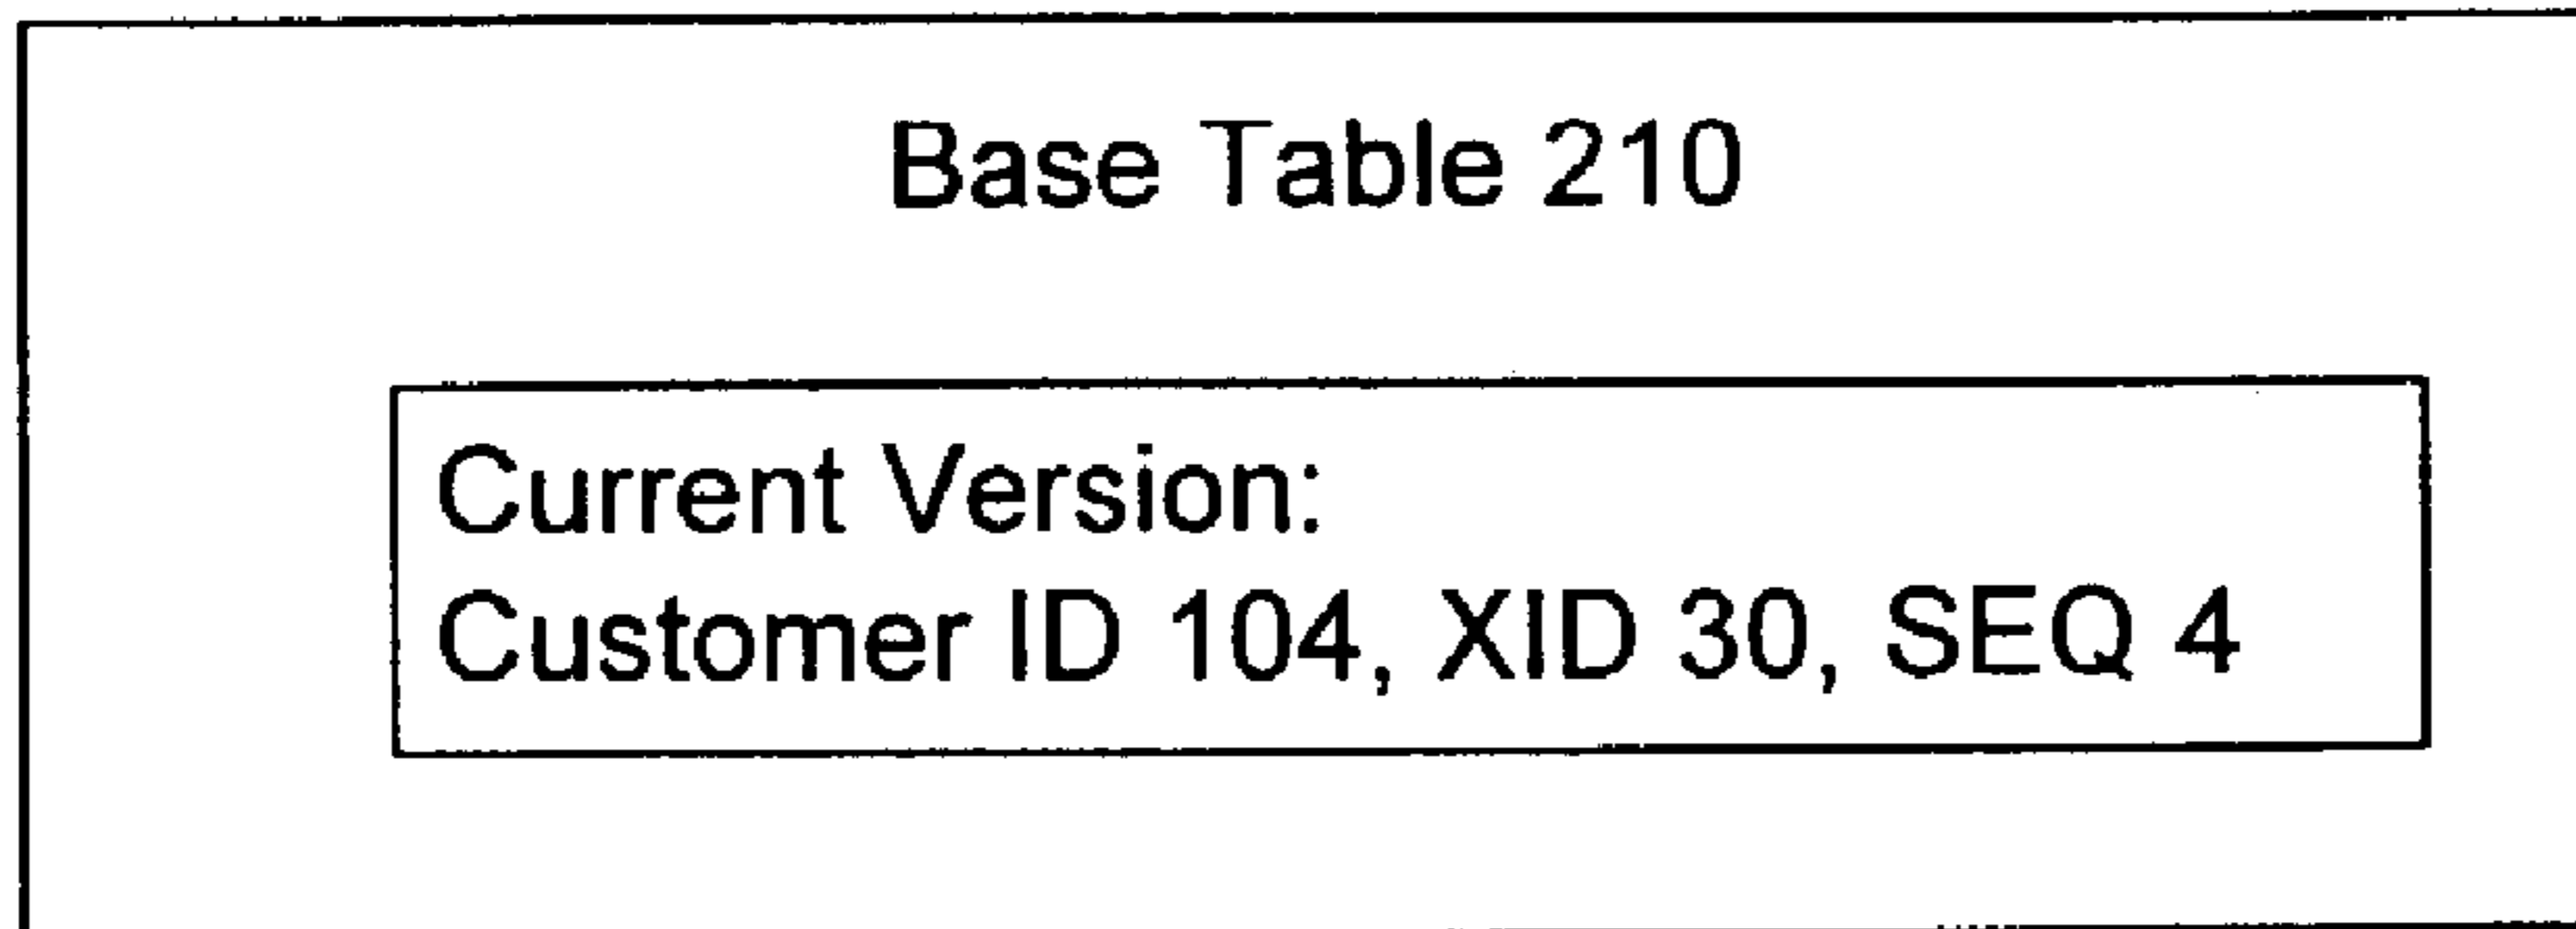 Base Table 210
Current Version:
Customer ID 104, XID 30, SEQ 4